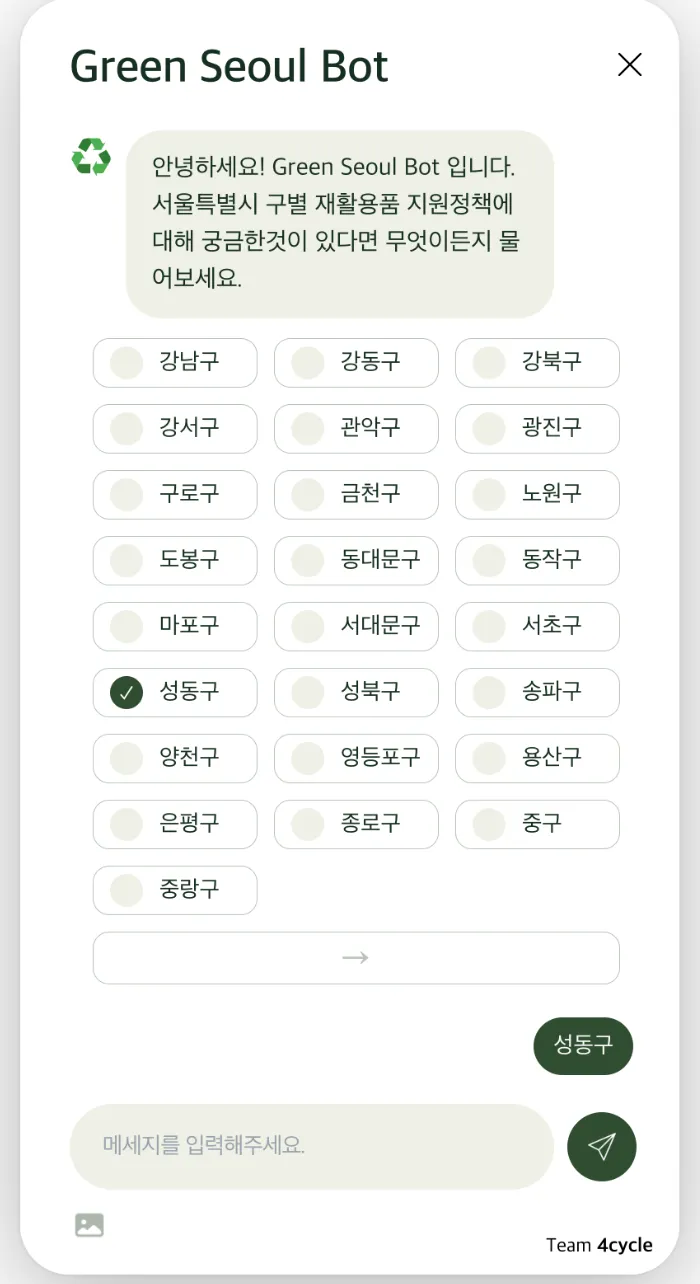 Green Seoul Bot
안녕하세요! Green Seoul Bot 입니다.
서울특별시 구별 재활용품 지원정책에
대해 궁금한것이 있다면 무엇이든지 물
어보세요.
강남구 강동구 강북구
강서구 관악구 광진구
구로구 금천구 노원구
도봉구 동대문구 동작구
마포구 서대문구 서초구
성동구 성북구 송파구
양천구 영등포구 용산구
은평구 종로구 중구
중랑구
→
성동구
메세지를 입력해주세요.
Team 4cycle